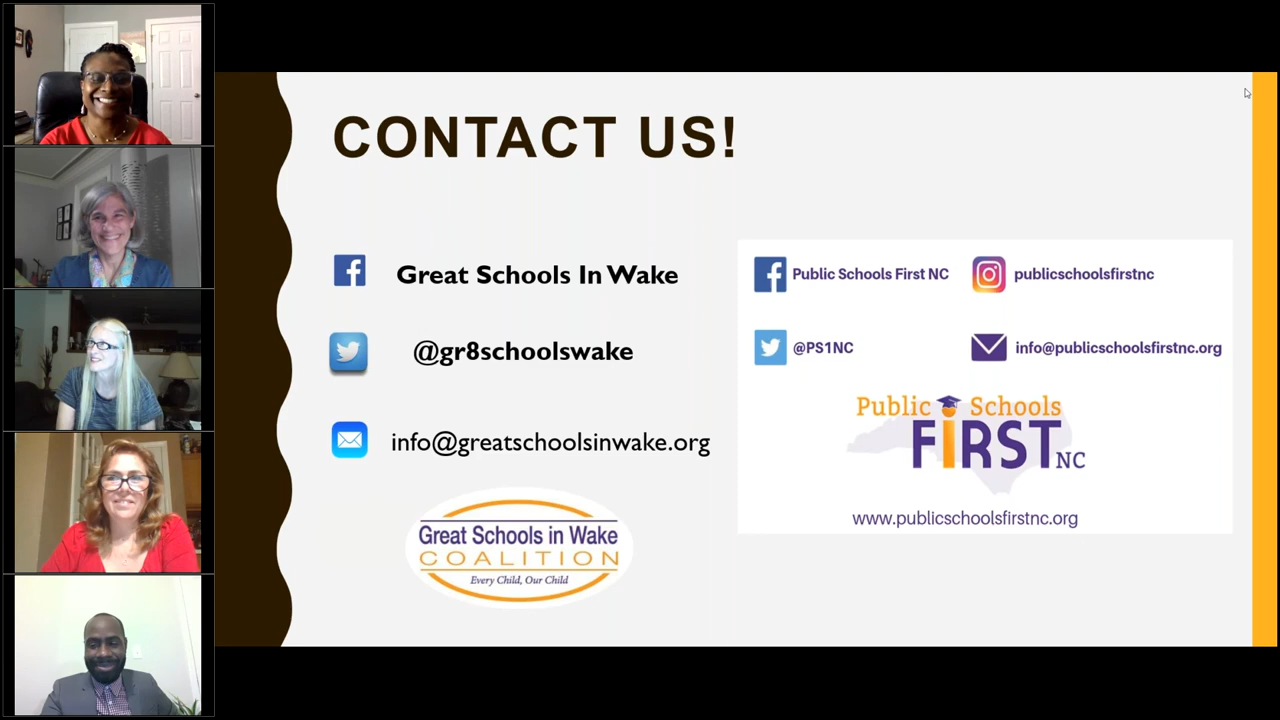 CONTACT US!
Great Schools In Wake
@gr8schoolswake
info@greatschoolsinwake.org
Great Schools in Wake
COALITION
Every Child, Our Child
Public Schools First NC
publicschoolsfirstnc
@PS1NC
info@publicschoolsfirstnc.org
Public Schools
FiRST NC
www.publicschoolsfirstnc.org